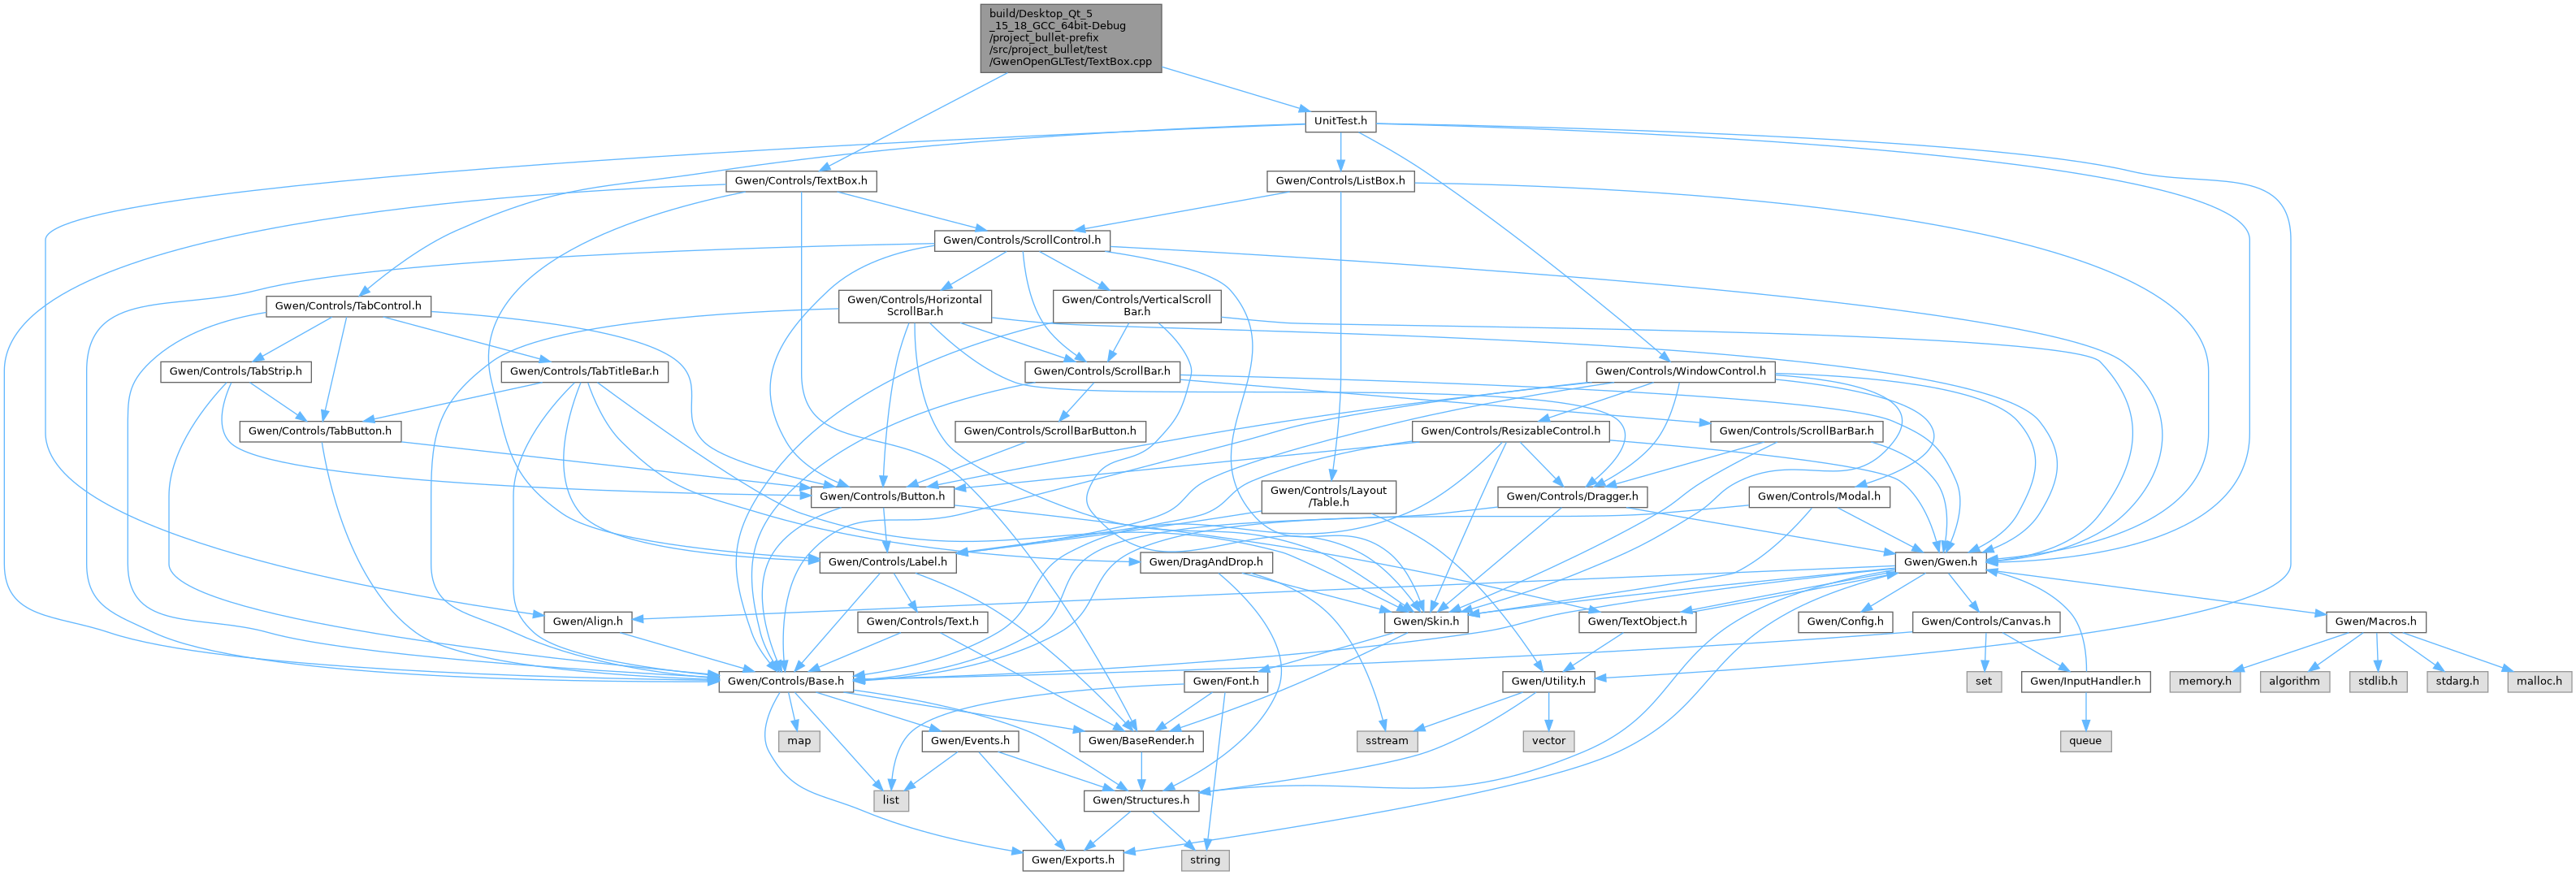 build/Desktop_Qt_5
_15_18_GCC_64bit-Debug
/project_bullet-prefix
/src/project_bullet/test
/GwenOpenGLTest/TextBox.cpp
UnitTest.h
Gwen/Controls/TextBox.h
Gwen/Controls/ListBox.h
Gwen/Controls/ScrollControl.h
Gwen/Controls/TabControl.h
Gwen/Controls/Horizontal
ScrollBar.h
Gwen/Controls/VerticalScroll
Bar.h
Gwen/Controls/TabStrip.h
Gwen/Controls/TabTitleBar.h
Gwen/Controls/ScrollBar.h
Gwen/Controls/WindowControl.h
Gwen/Controls/TabButton.h
Gwen/Controls/ScrollBarButton.h
Gwen/Controls/ResizableControl.h
Gwen/Controls/ScrollBarBar.h
Gwen/Controls/Button.h
Gwen/Controls/Layout
/Table.h
Gwen/Controls/Dragger.h
Gwen/Controls/Modal.h
Gwen/Controls/Label.h
Gwen/DragAndDrop.h
Gwen/Gwen.h
Gwen/Align.h
Gwen/Controls/Text.h
Gwen/Skin.h
Gwen/TextObject.h
Gwen/Config.h
Gwen/Controls/Canvas.h
Gwen/Macros.h
Gwen/Controls/Base.h
Gwen/Font.h
Gwen/Utility.h
set
Gwen/InputHandler.h
memory.h
algorithm
stdlib.h
stdarg.h
malloc.h
map
Gwen/Events.h
Gwen/BaseRender.h
sstream
vector
queue
list
Gwen/Structures.h
Gwen/Exports.h
string